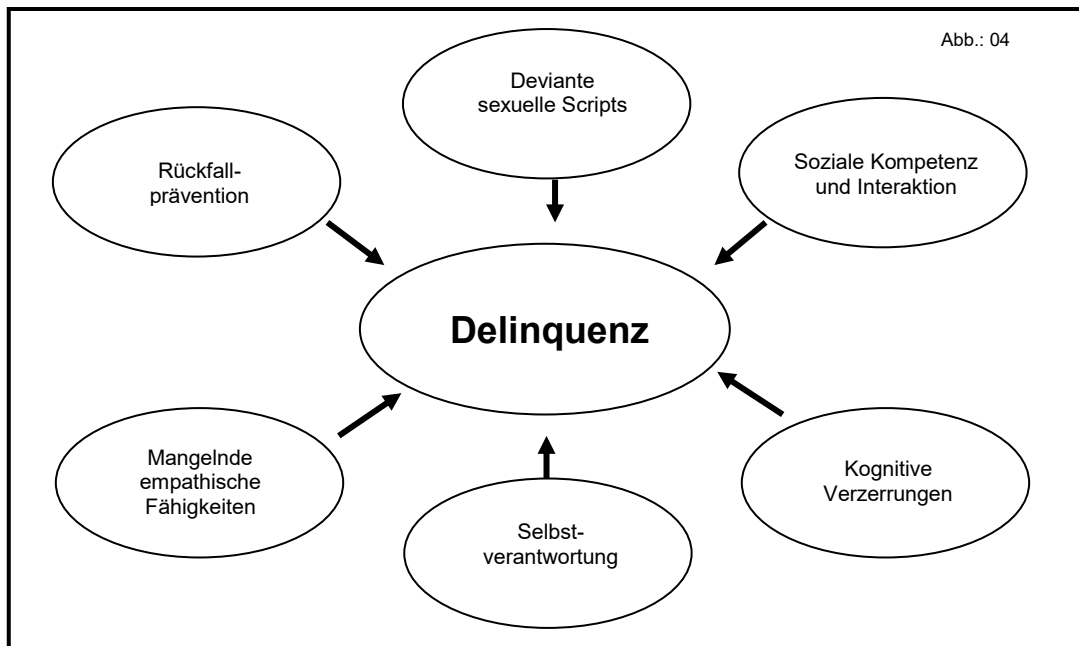 Abb.: 04
Deviante
sexuelle Scripts
Rückfall-
prävention
Soziale Kompetenz
und Interaktion
Delinquenz
Mangelnde
empathische
Fähigkeiten
Kognitive
Verzerrungen
Selbst-
verantwortung